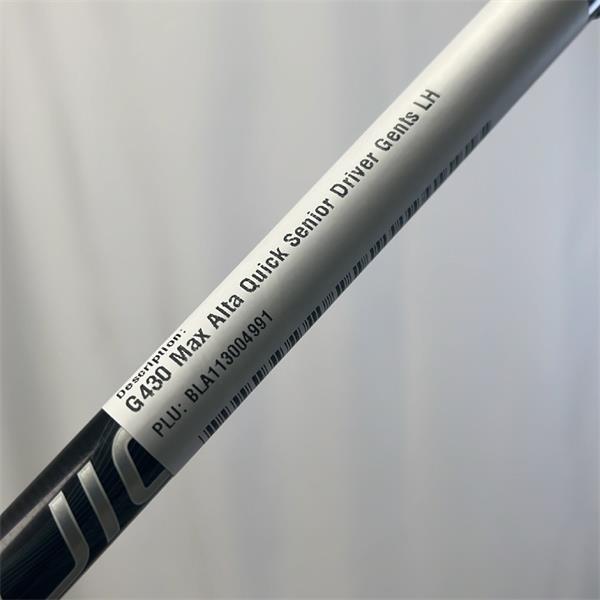 Description:
G430 Max Alta Quick Senior Driver Gents LH
PLU: BLA113004991